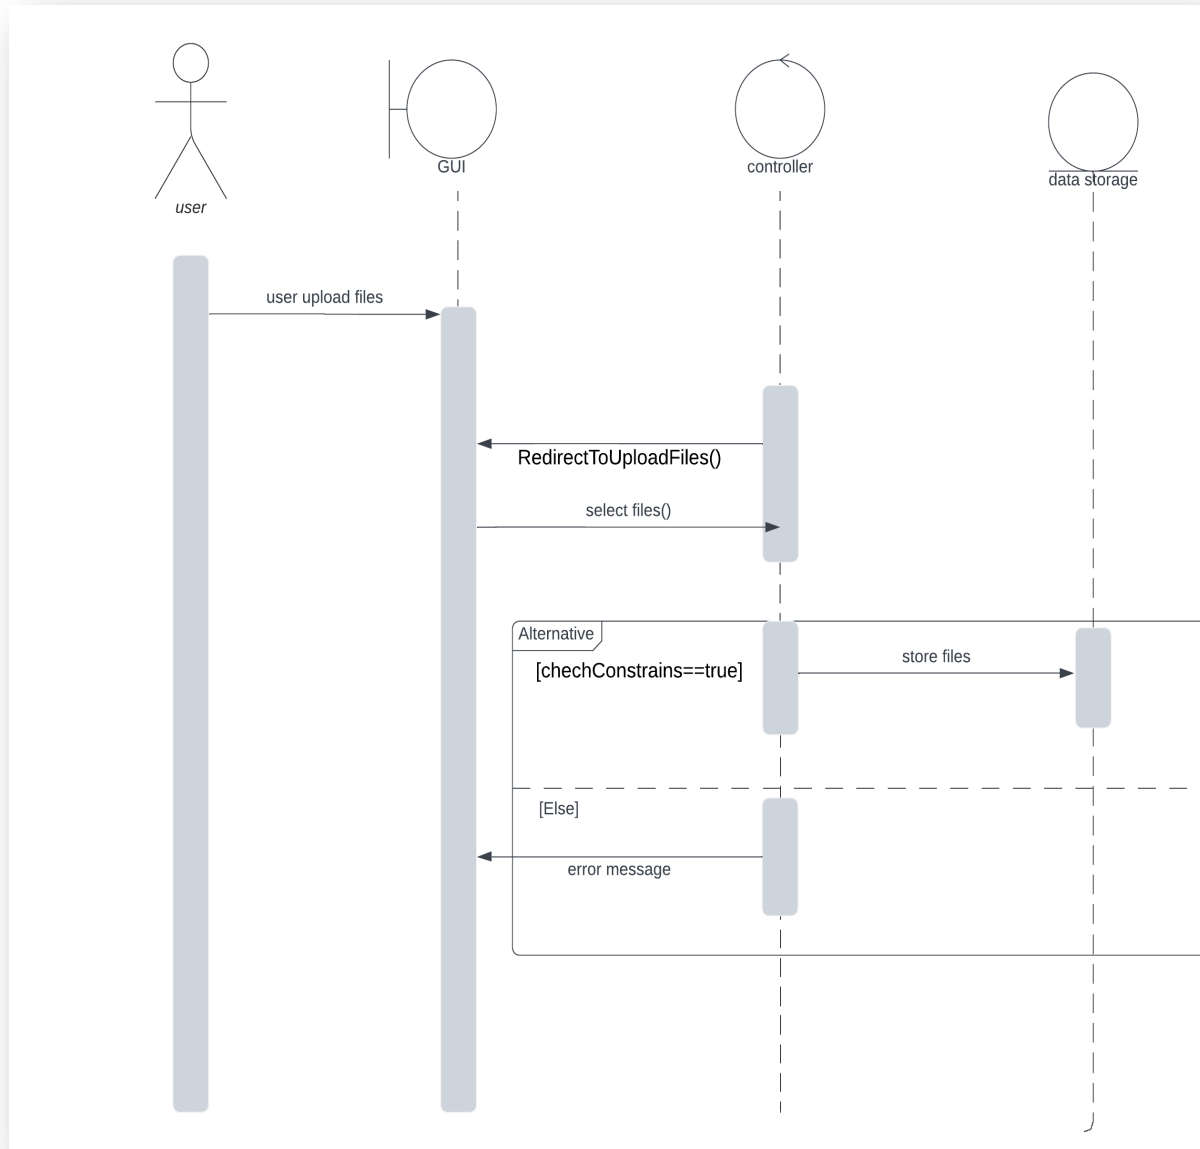 GUI
controller
data storage
user
user upload files
RedirectToUploadFiles()
select files()
Alternative
store files
[chechConstrains==true]
[Else]
error message